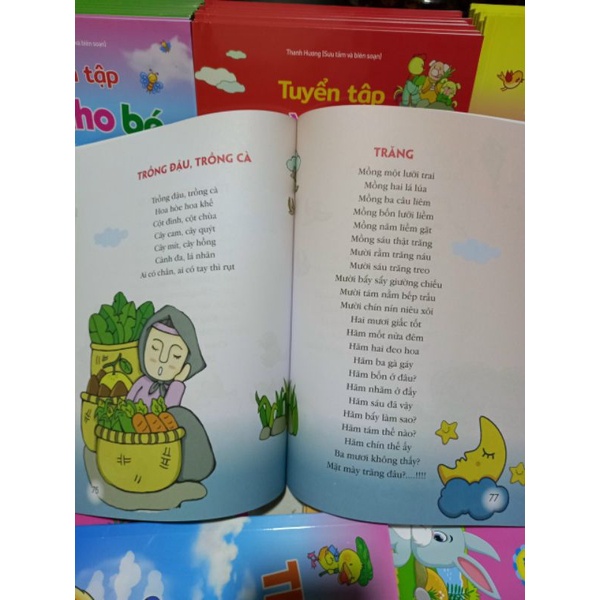 Thanh Hương (Sưu tầm và biên soạn)
Tuyển tập
biên soạn)
tập
ho bé
TRỒNG ĐẬU, TRỒNG CÀ
Trồng đậu, trồng cà
Hoa hòe hoa khế
Cột đình, cột chùa
Cây cam, cây quýt
Cây mít, cây hồng
Cành đa, lá nhãn
Ai có chân, ai có tay thì rụt
76
TRĂNG
Mồng một lưỡi trai
Mồng hai lá lúa
Mồng ba câu liêm
Mồng bốn lưỡi liềm
Mồng năm liềm gặt
Mồng sáu thật trăng
Mười rằm trăng náu
Mười sáu trăng treo
Mười bảy sẩy giường chiếu
Mười tám nấm bếp trấu
Mười chín nín niêu xôi
Hai mươi giấc tốt
Hăm mốt nửa đêm
Hăm hai đeo hoa
Hăm ba gà gáy
Hăm bốn ở đâu?
Hăm nhăm ở đấy
Hăm sáu đã vậy
Hăm bảy làm sao?
Hăm tám thế nào?
Hăm chín thế ấy
Ba mươi không thấy?
Mặt mày trăng đâu?....!!!!
77